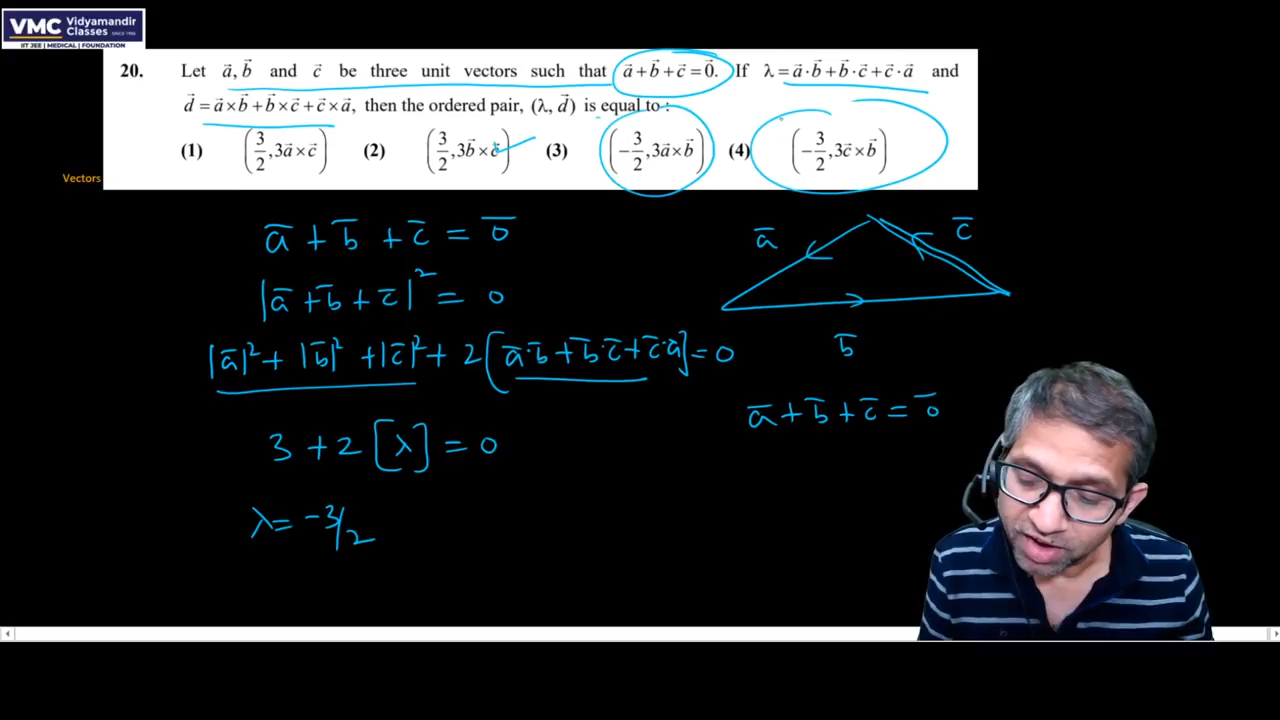 VMC Vidyamandir Classes SINCE 1986
IIT JEE | MEDICAL | FOUNDATION
20. Let a⃗, b⃗ and c⃗ be three unit vectors such that a⃗ + b⃗ + c⃗ = 0⃗. If λ = a⃗·b⃗ + b⃗·c⃗ + c⃗·a⃗ and
d⃗ = a⃗×b⃗ + b⃗×c⃗ + c⃗×a⃗, then the ordered pair, (λ, d⃗) is equal to :
(1) (3/2, 3a⃗×c⃗) (2) (3/2, 3b⃗×c⃗) (3) (−3/2, 3a⃗×b⃗) (4) (−3/2, 3c⃗×b⃗)
Vectors
a̅ + b̅ + c̅ = 0̅
|a̅ + b̅ + c̅|² = 0
|a̅|² + |b̅|² + |c̅|² + 2[a̅·b̅ + b̅·c̅ + c̅·a̅] = 0
3 + 2[λ] = 0
λ = −3/2
a̅
c̅
b̅
a̅ + b̅ + c̅ = 0̅